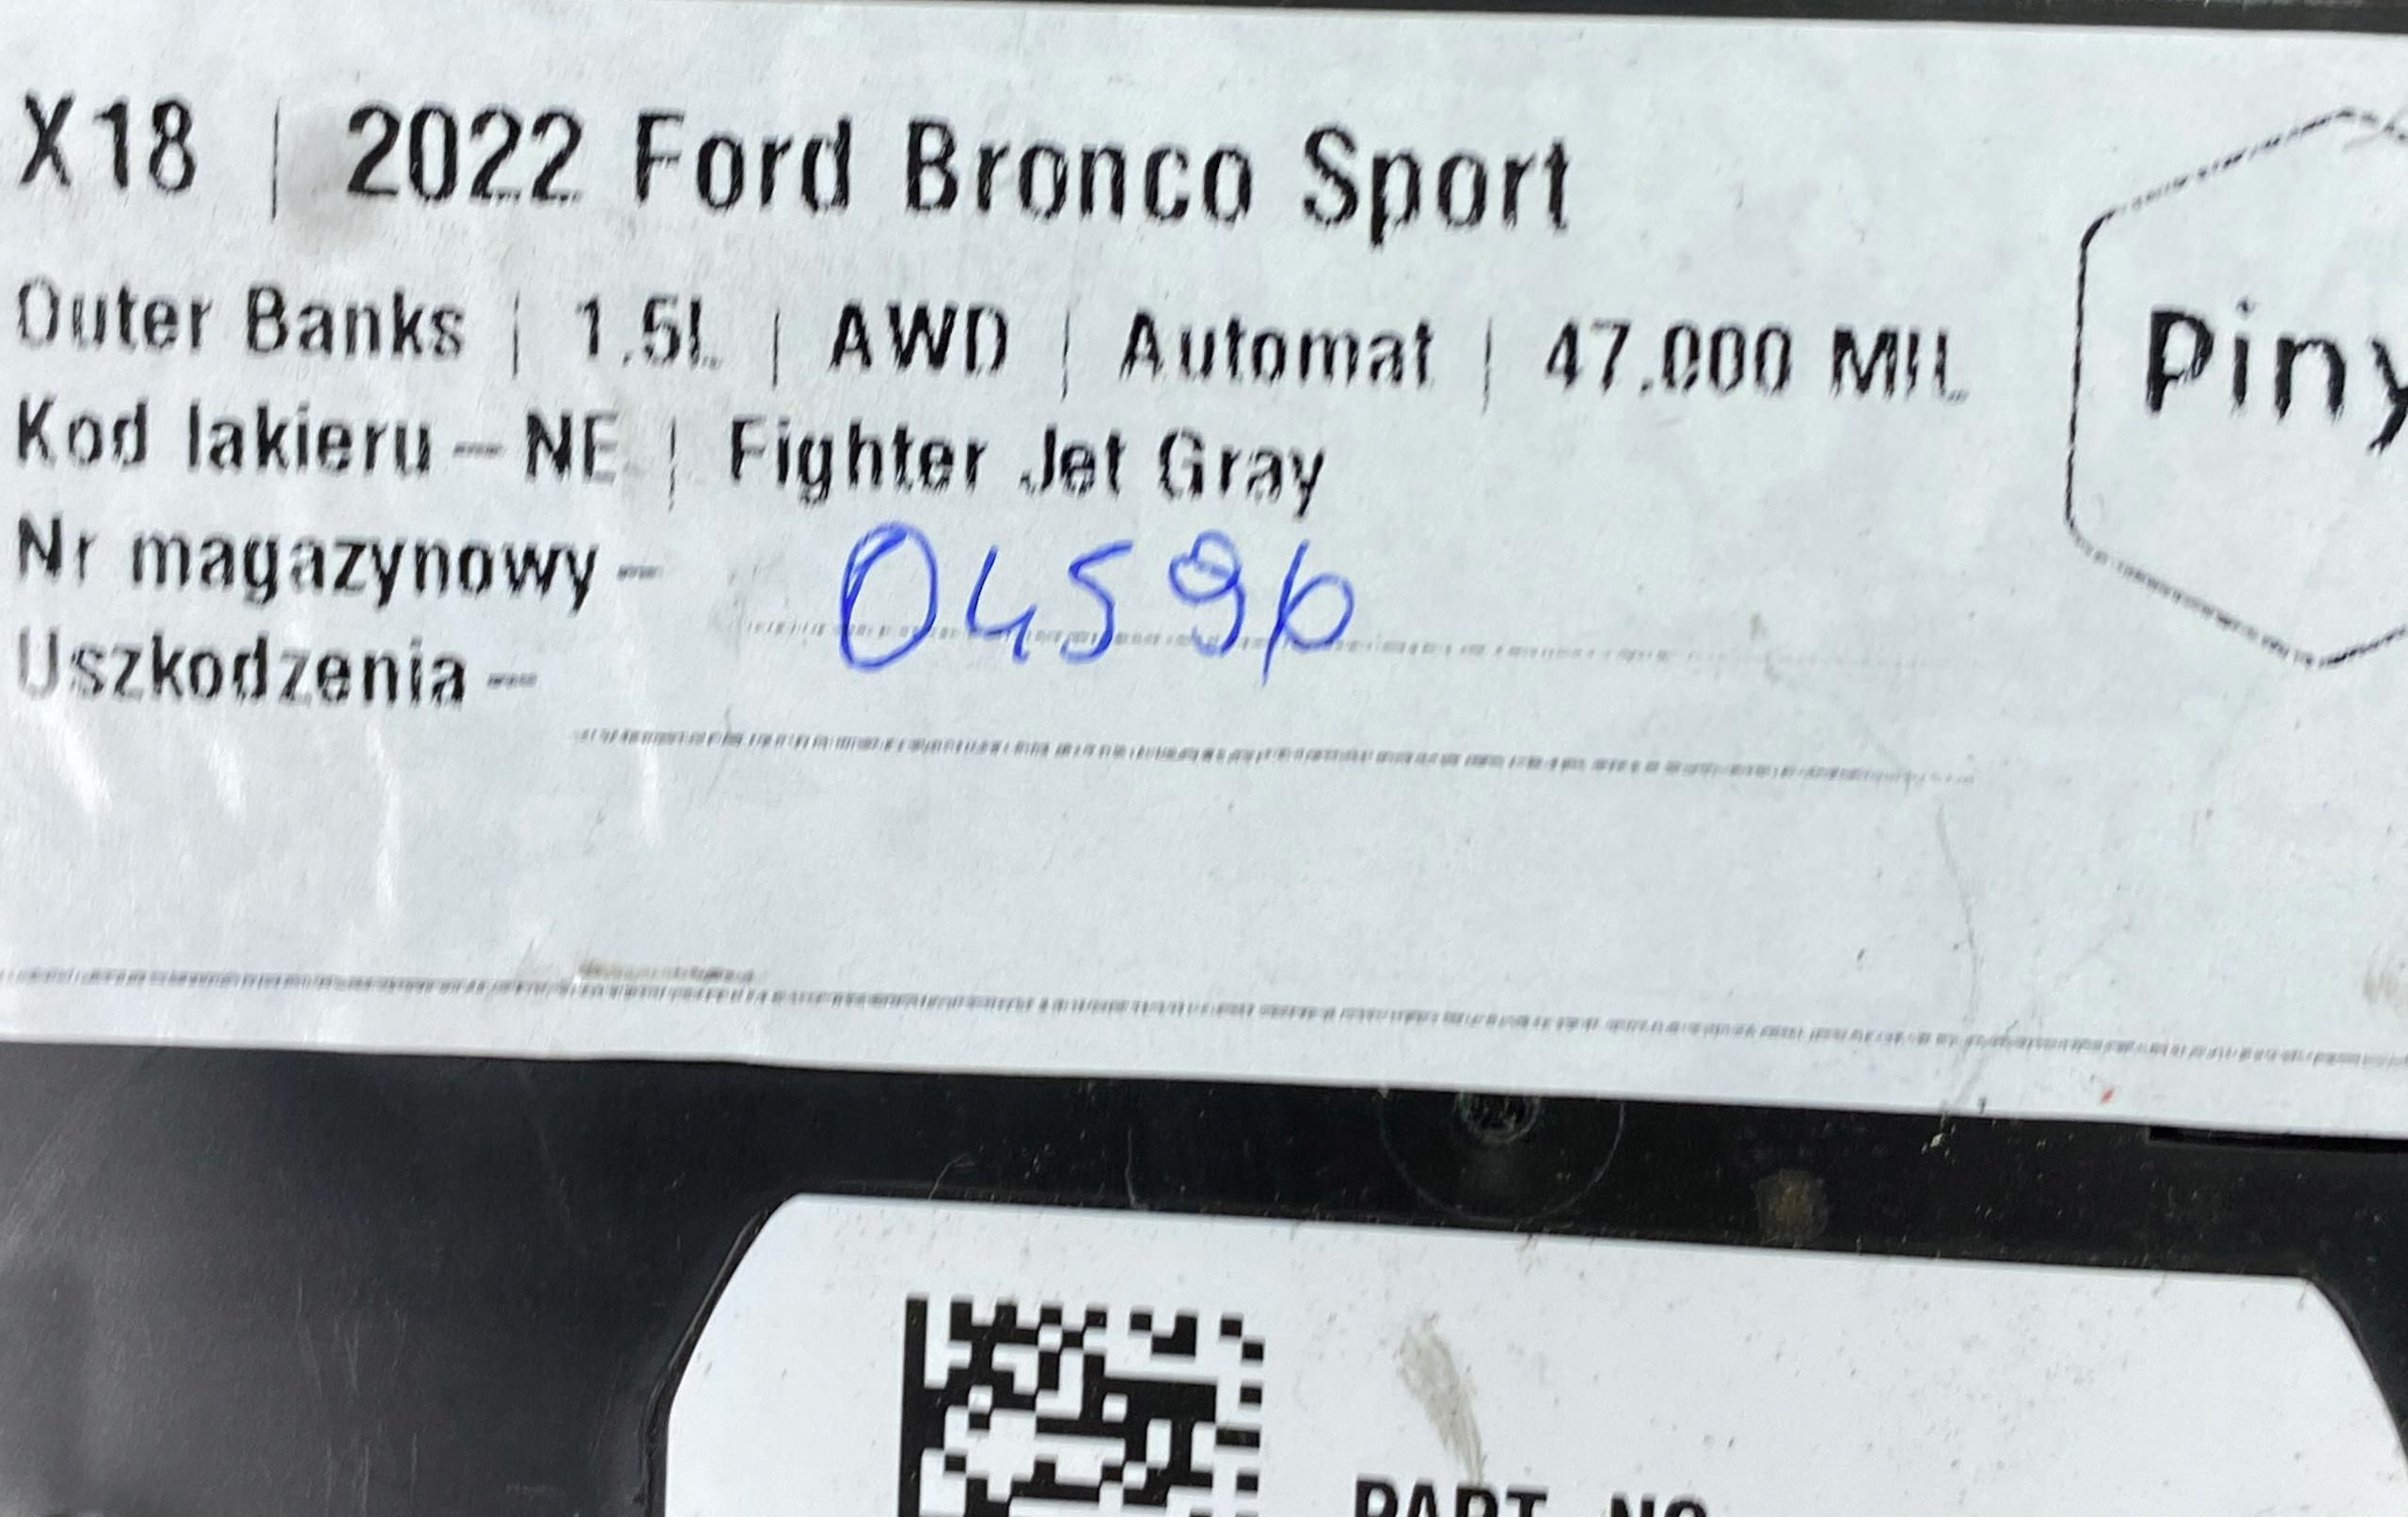 X18 | 2022 Ford Bronco Sport
Outer Banks | 1.5L | AWD | Automat | 47.000 MIL
Kod lakieru – NE | Fighter Jet Gray
Nr magazynowy – 04596
Uszkodzenia –
Piny
PART NO